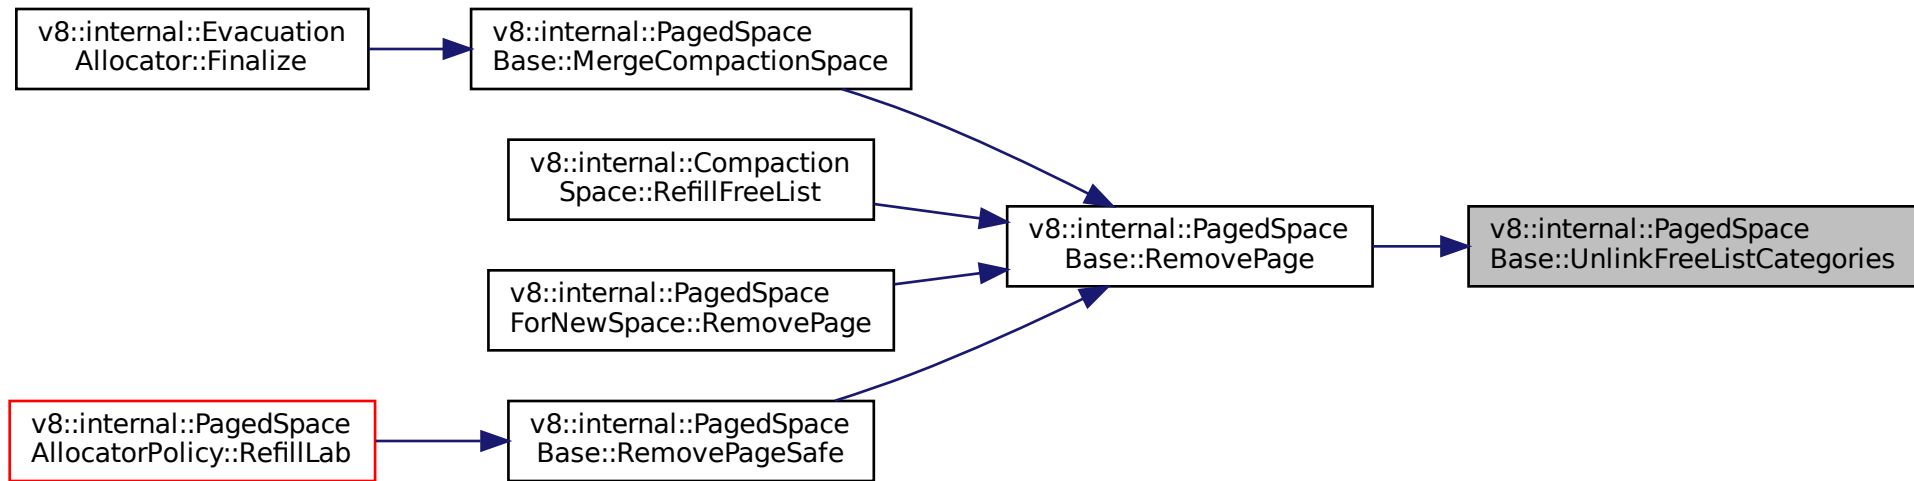 v8::internal::Evacuation
Allocator::Finalize
v8::internal::PagedSpace
Base::MergeCompactionSpace
v8::internal::Compaction
Space::RefillFreeList
v8::internal::PagedSpace
ForNewSpace::RemovePage
v8::internal::PagedSpace
AllocatorPolicy::RefillLab
v8::internal::PagedSpace
Base::RemovePageSafe
v8::internal::PagedSpace
Base::RemovePage
v8::internal::PagedSpace
Base::UnlinkFreeListCategories